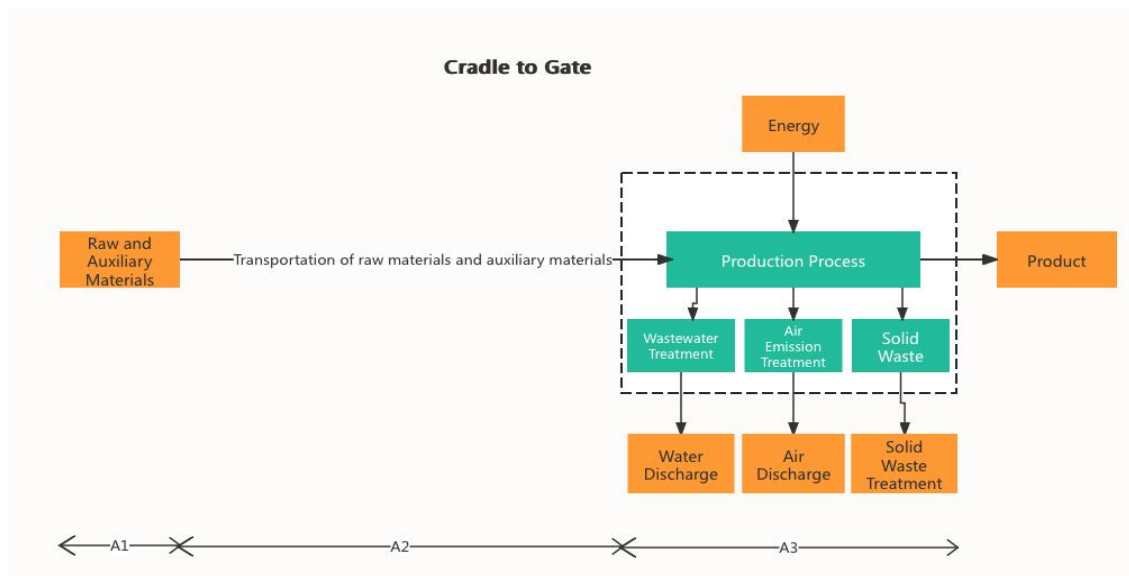 Cradle to Gate
Energy
Raw and
Auxiliary
Materials
Transportation of raw materials and auxiliary materials
Production Process
Product
Wastewater
Treatment
Air
Emission
Treatment
Solid
Waste
Water
Discharge
Air
Discharge
Solid
Waste
Treatment
A1
A2
A3